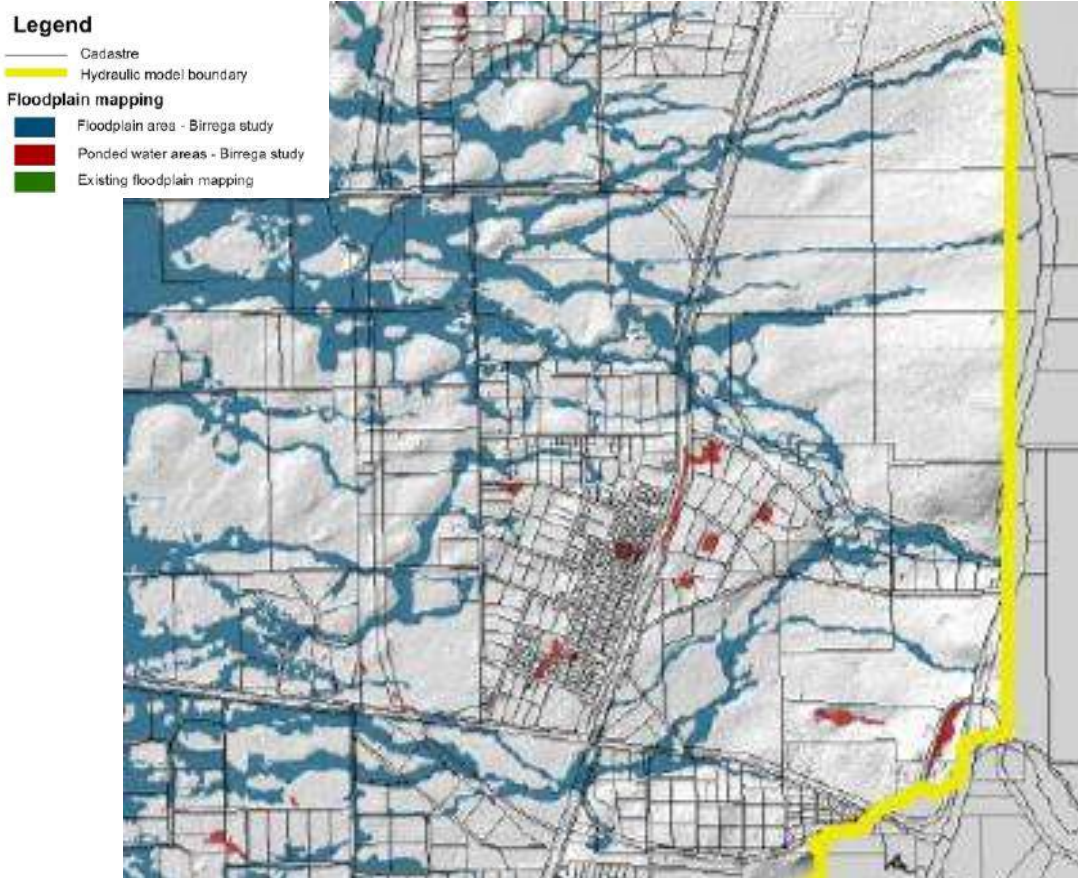 Legend
Cadastre
Hydraulic model boundary
Floodplain mapping
Floodplain area - Birrega study
Ponded water areas - Birrega study
Existing floodplain mapping